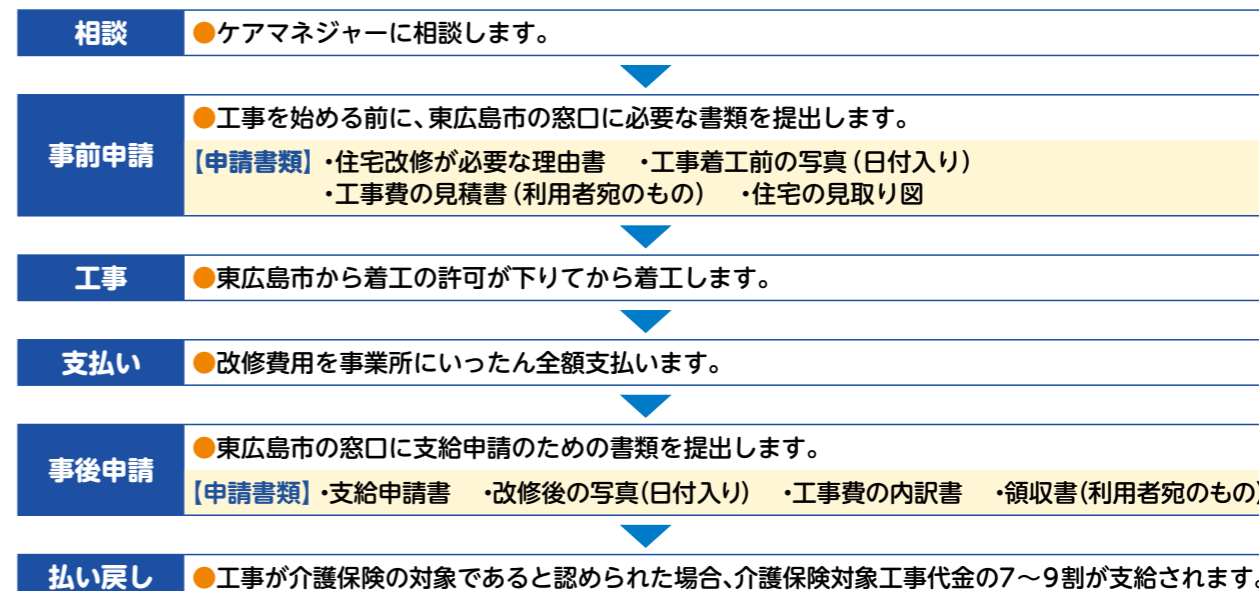 相談
●ケアマネジャーに相談します。
事前申請
●工事を始める前に、東広島市の窓口に必要な書類を提出します。
【申請書類】・住宅改修が必要な理由書　・工事着工前の写真(日付入り)
・工事費の見積書(利用者宛のもの)　・住宅の見取り図
工事
●東広島市から着工の許可が下りてから着工します。
支払い
●改修費用を事業所にいったん全額支払います。
事後申請
●東広島市の窓口に支給申請のための書類を提出します。
【申請書類】・支給申請書　・改修後の写真(日付入り)　・工事費の内訳書　・領収書(利用者宛のもの)
払い戻し
●工事が介護保険の対象であると認められた場合、介護保険対象工事代金の7～9割が支給されます。